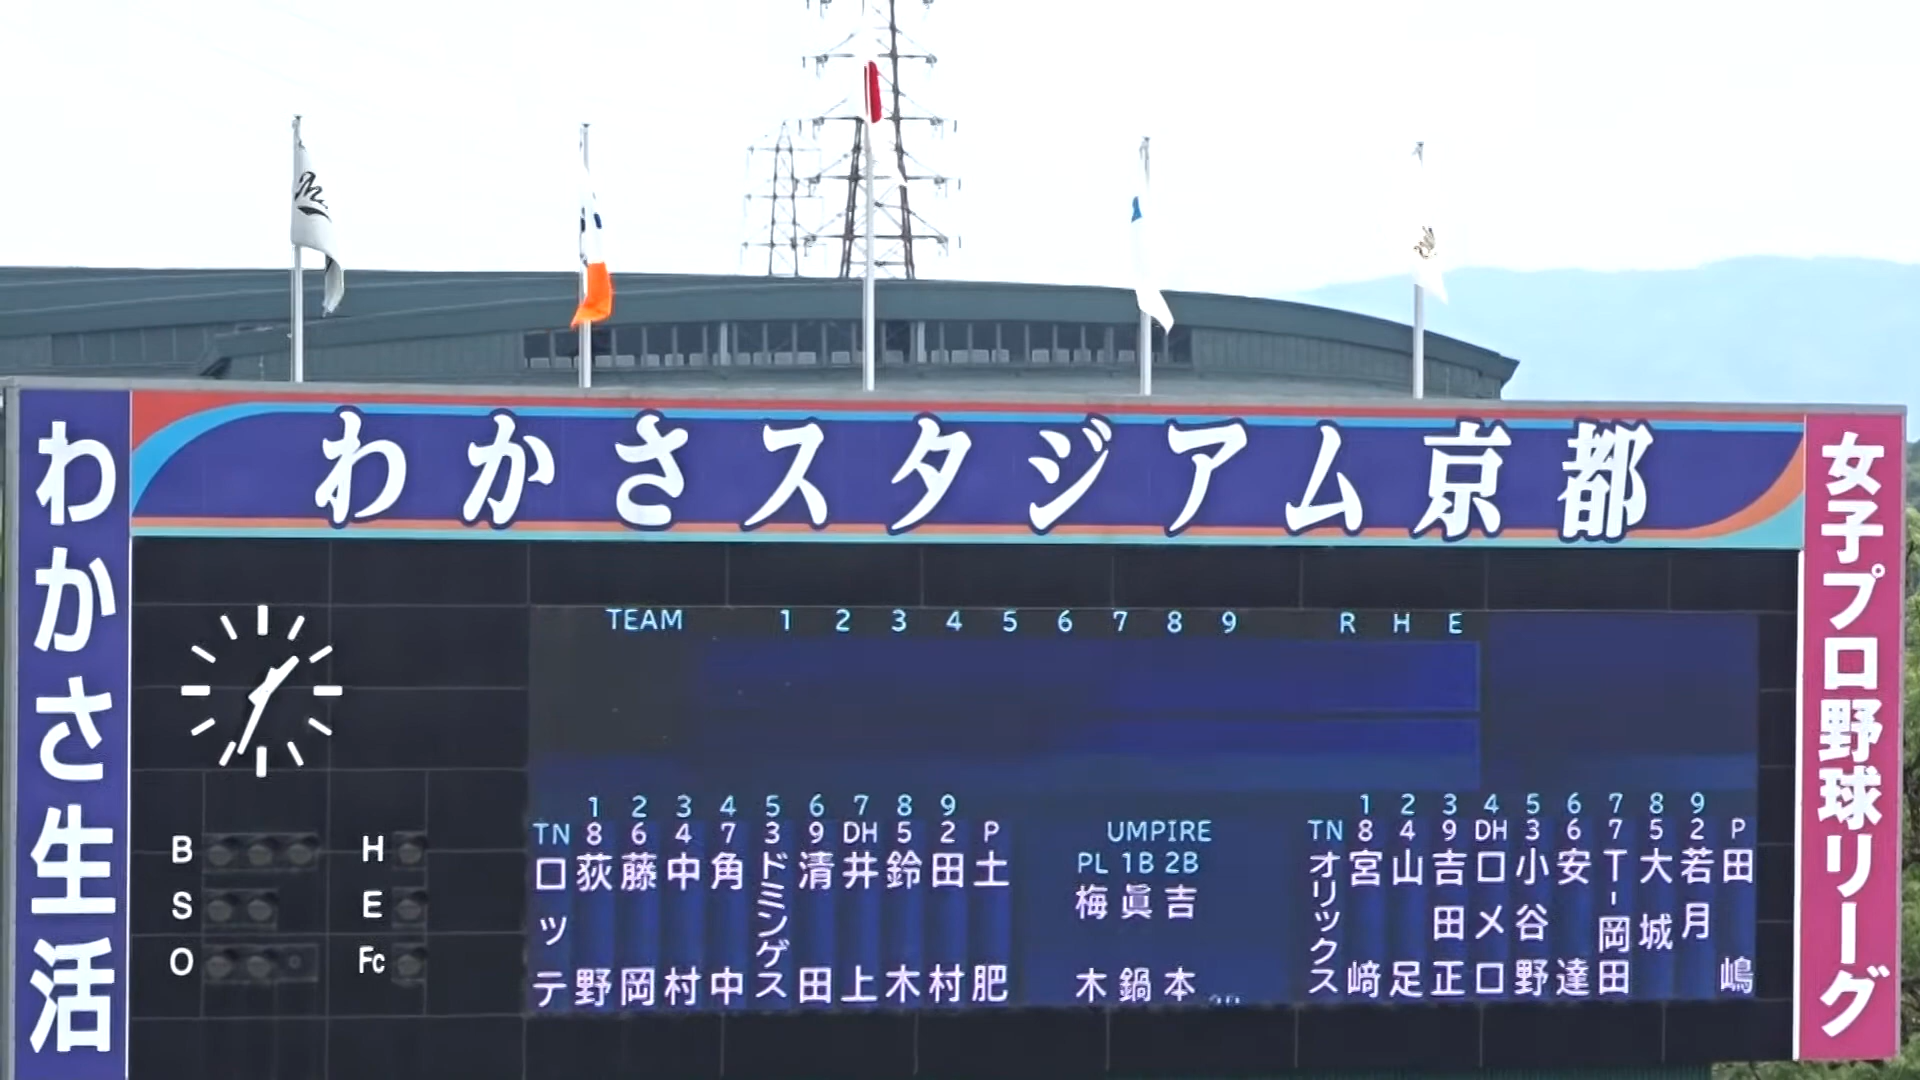 わかさスタジアム京都
わかさ生活
女子プロ野球リーグ
TEAM 1 2 3 4 5 6 7 8 9 R H E
B
S
O
H
E
Fc
1 2 3 4 5 6 7 8 9
TN 8 6 4 7 3 9 DH 5 2 P
ロッテ
荻野
藤岡
中村
角中
ドミンゲス
清田
井上
鈴木
田村
土肥
UMPIRE
PL 1B 2B
梅木
眞鍋
吉本
1 2 3 4 5 6 7 8 9
TN 8 4 9 DH 3 6 7 5 2 P
オリックス
宮﨑
山足
吉田正
ロメロ
小谷野
安達
T-岡田
大城
若月
田嶋